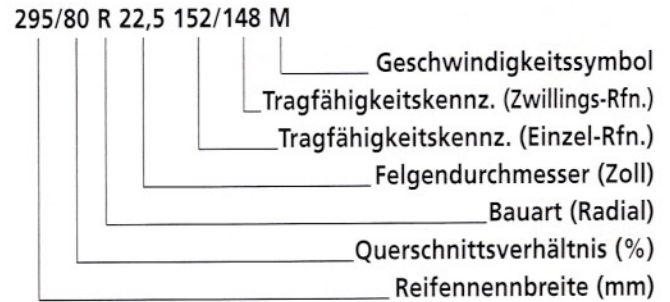 295/80 R 22,5 152/148 M
Geschwindigkeitssymbol
Tragfähigkeitskennz. (Zwillings-Rfn.)
Tragfähigkeitskennz. (Einzel-Rfn.)
Felgendurchmesser (Zoll)
Bauart (Radial)
Querschnittsverhältnis (%)
Reifennennbreite (mm)